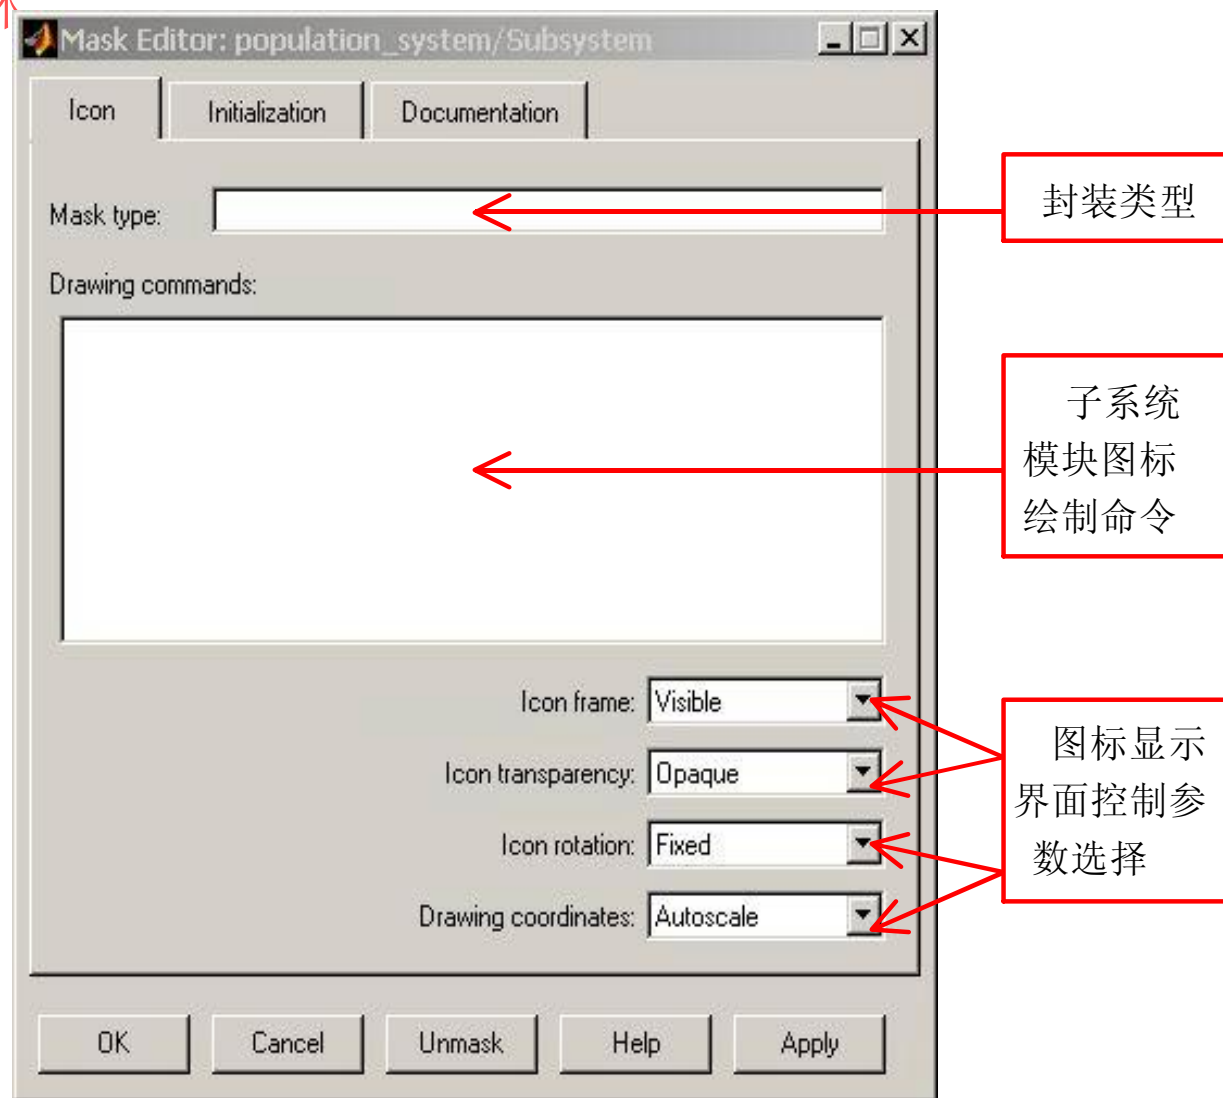 Mask Editor: population_system/Subsystem
Icon Initialization Documentation
Mask type:
封装类型
Drawing commands:
子系统
模块图标
绘制命令
Icon frame: Visible
Icon transparency: Opaque
Icon rotation: Fixed
Drawing coordinates: Autoscale
图标显示
界面控制参
数选择
OK Cancel Unmask Help Apply